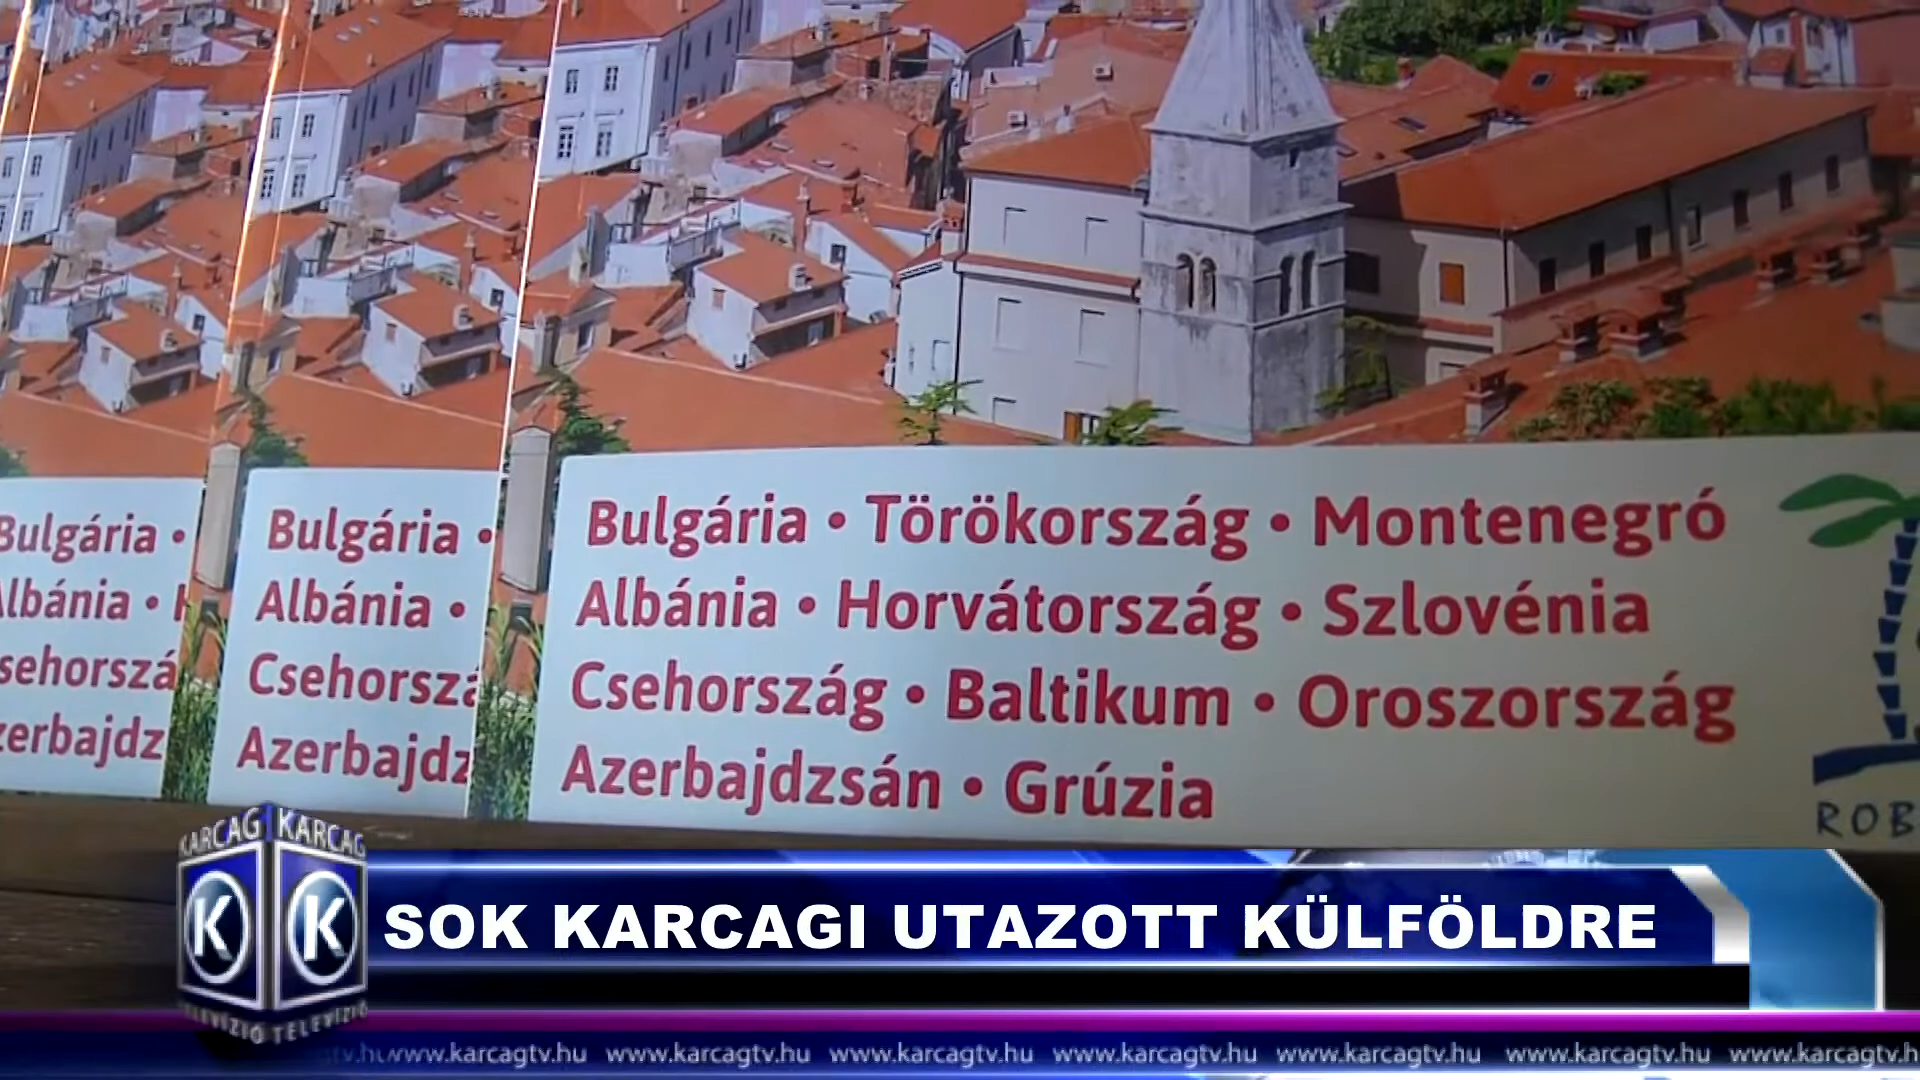 Bulgária • Törökország • Montenegró
Albánia • Horvátország • Szlovénia
Csehország • Baltikum • Oroszország
Azerbajdzsán • Grúzia
Bulgária •
Albánia •
Csehorszá
Azerbajdz
Bulgária •
lbánia •
sehorszá
zerbajdz
ROB
KARCAG KARCAG
K K
TELEVÍZIÓ TELEVÍZIÓ
SOK KARCAGI UTAZOTT KÜLFÖLDRE
www.karcagtv.hu www.karcagtv.hu www.karcagtv.hu www.karcagtv.hu www.karcagtv.hu www.karcagtv.hu www.karcagtv.h